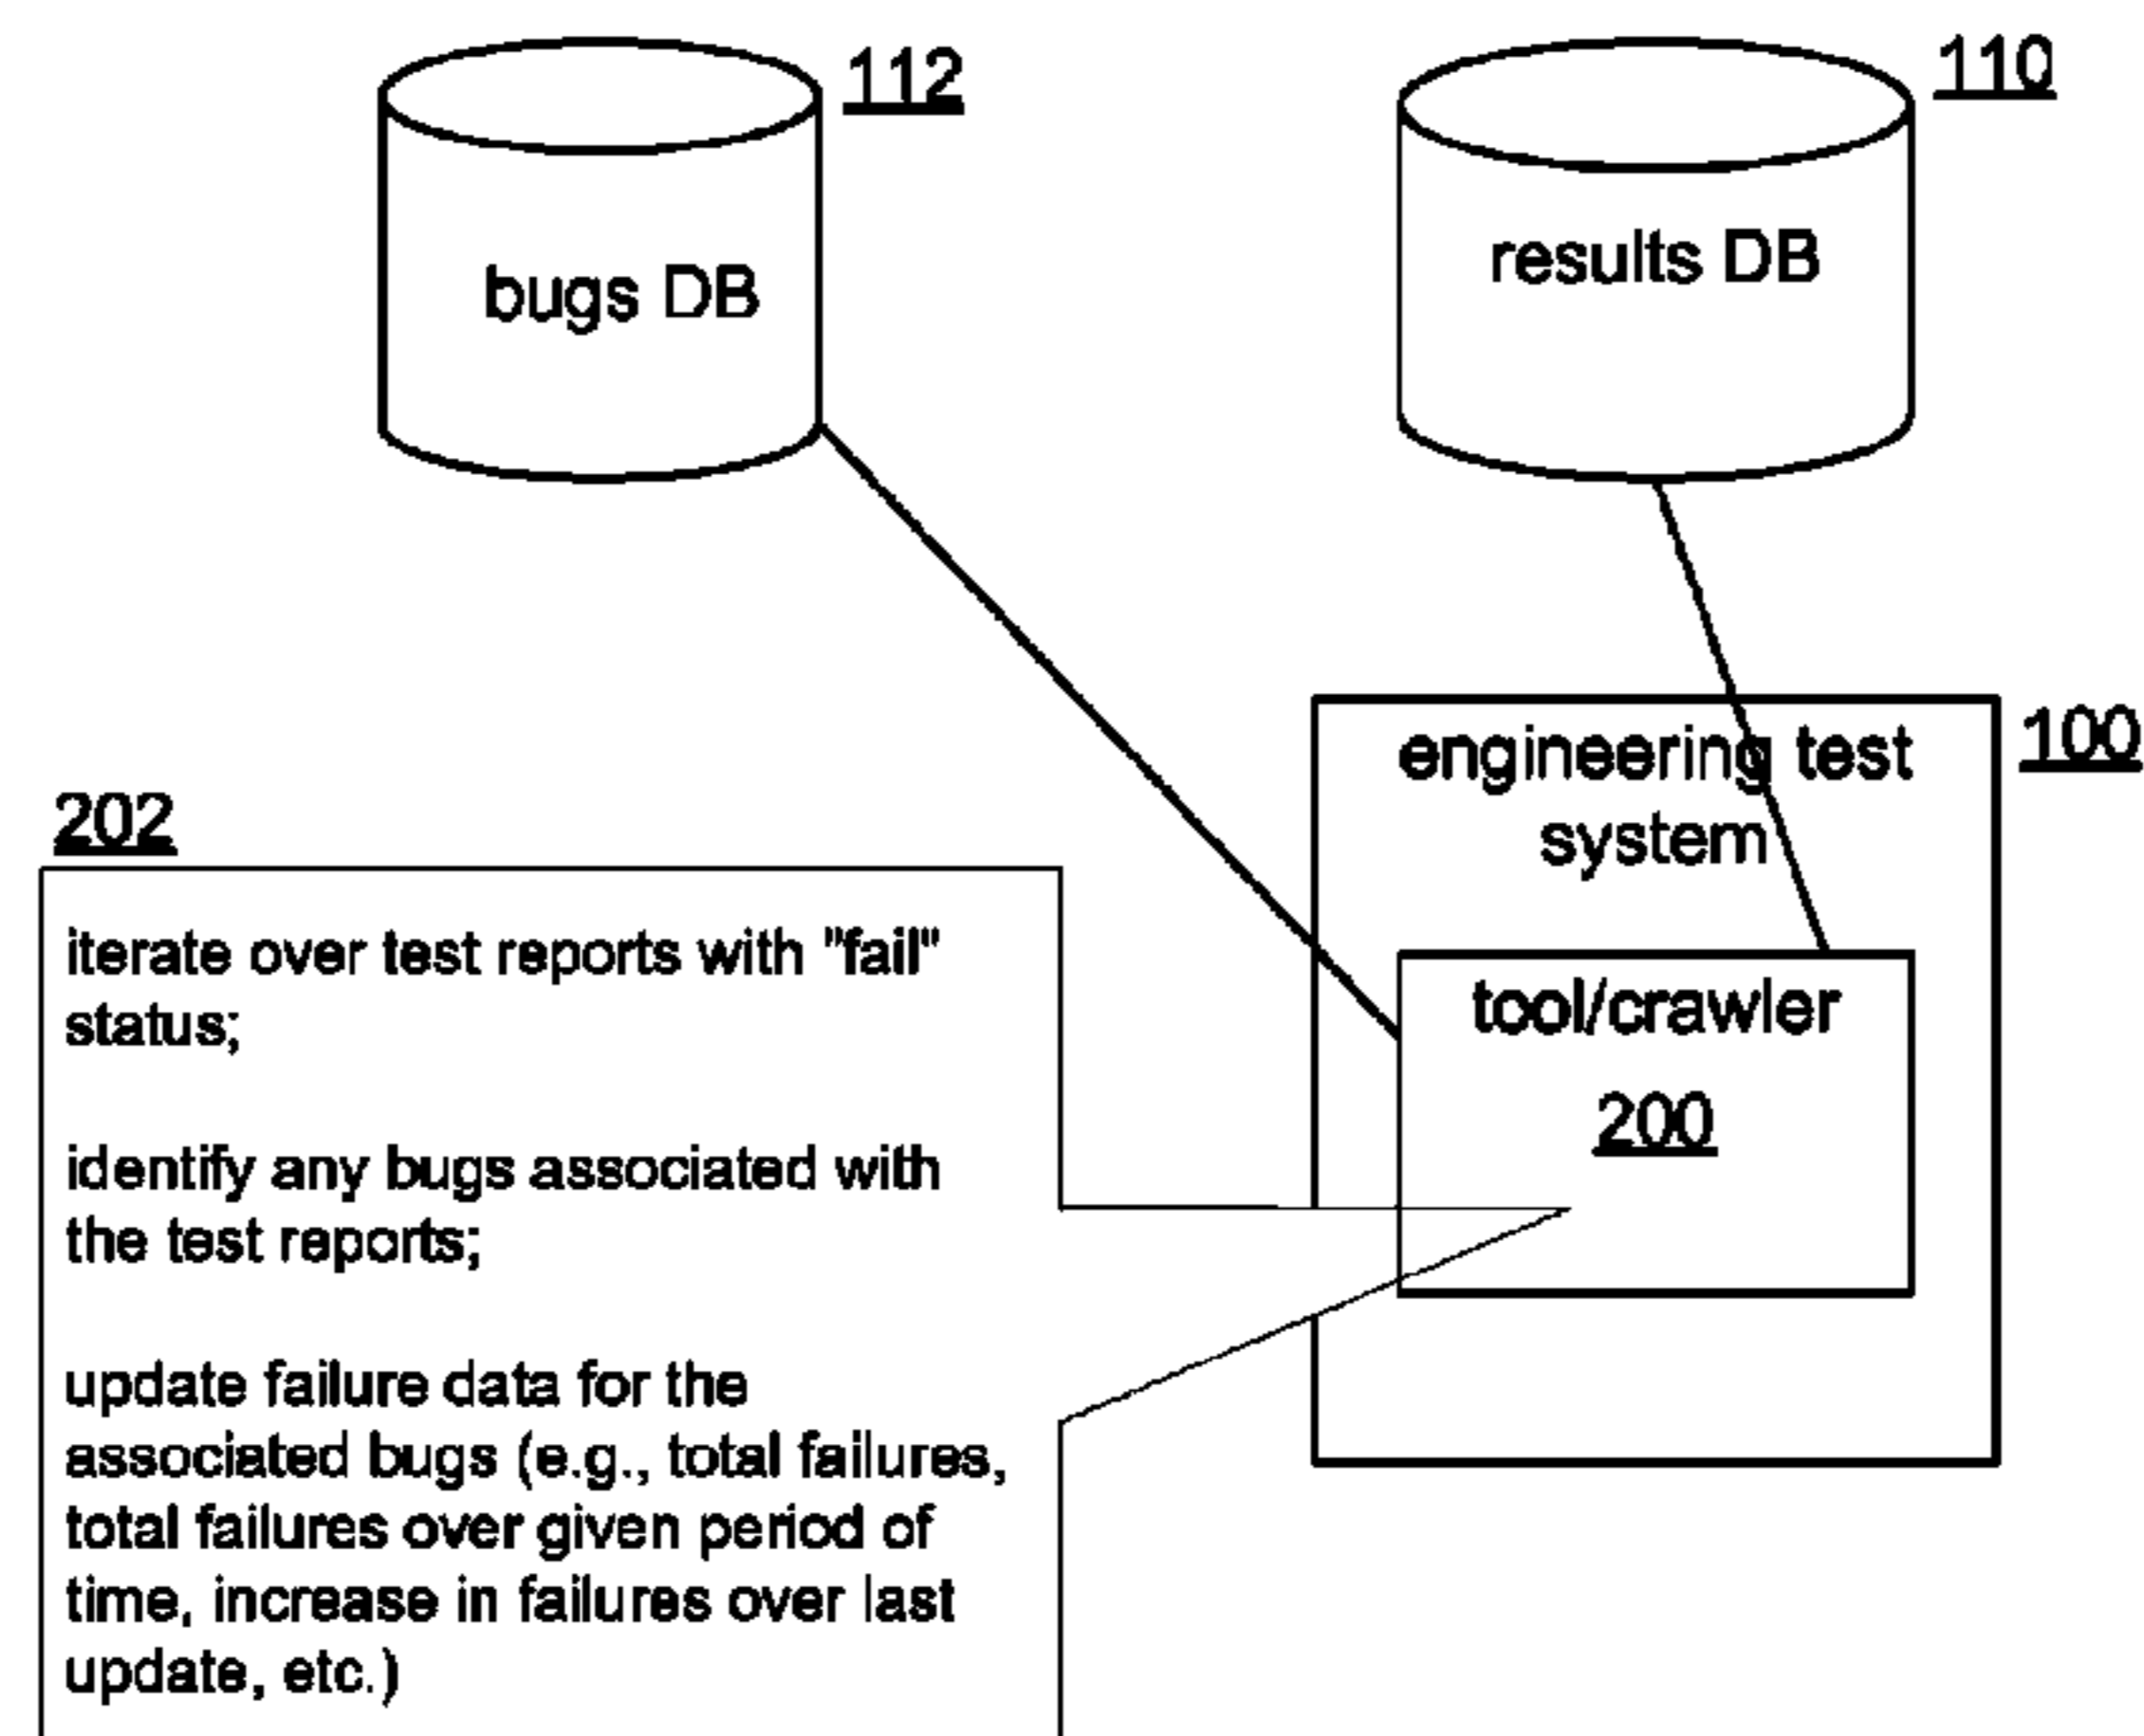 112
110
bugs DB
results DB
engineering test
system
100
202
iterate over test reports with "fail"
status;
identify any bugs associated with
the test reports;
update failure data for the
associated bugs (e.g., total failures,
total failures over given period of
time, increase in failures over last
update, etc.)
tool/crawler
200